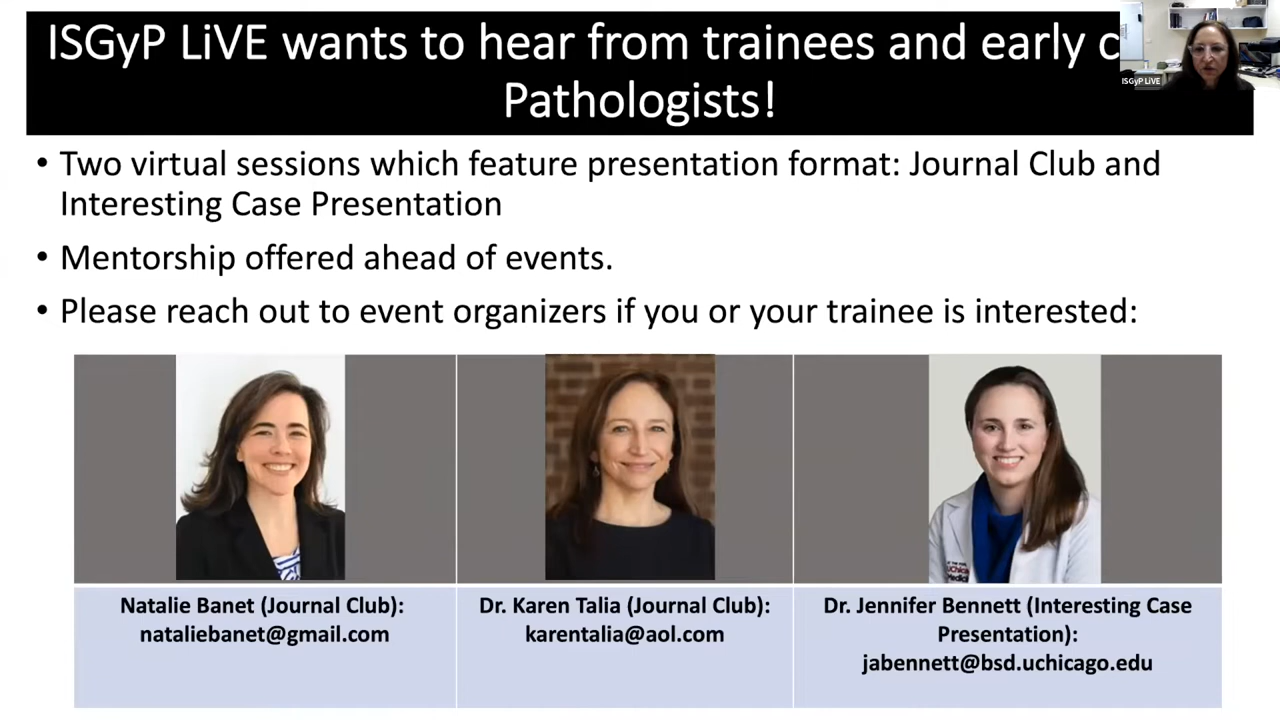 ISGyP LiVE wants to hear from trainees and early c
Pathologists!
ISGyP LiVE
• Two virtual sessions which feature presentation format: Journal Club and
Interesting Case Presentation
• Mentorship offered ahead of events.
• Please reach out to event organizers if you or your trainee is interested:
Natalie Banet (Journal Club):
nataliebanet@gmail.com
Dr. Karen Talia (Journal Club):
karentalia@aol.com
Dr. Jennifer Bennett (Interesting Case
Presentation):
jabennett@bsd.uchicago.edu